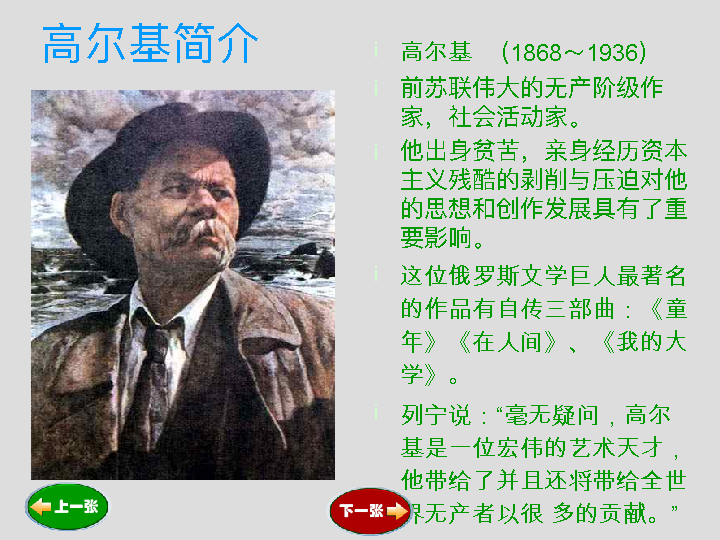 高尔基简介
高尔基 （1868～1936）
前苏联伟大的无产阶级作
家，社会活动家。
他出身贫苦，亲身经历资本
主义残酷的剥削与压迫对他
的思想和创作发展具有了重
要影响。
这位俄罗斯文学巨人最著名
的作品有自传三部曲：《童
年》《在人间》、《我的大
学》。
列宁说：“毫无疑问，高尔
基是一位宏伟的艺术天才，
他带给了并且还将带给全世
界无产者以很 多的贡献。”
上一张
下一张